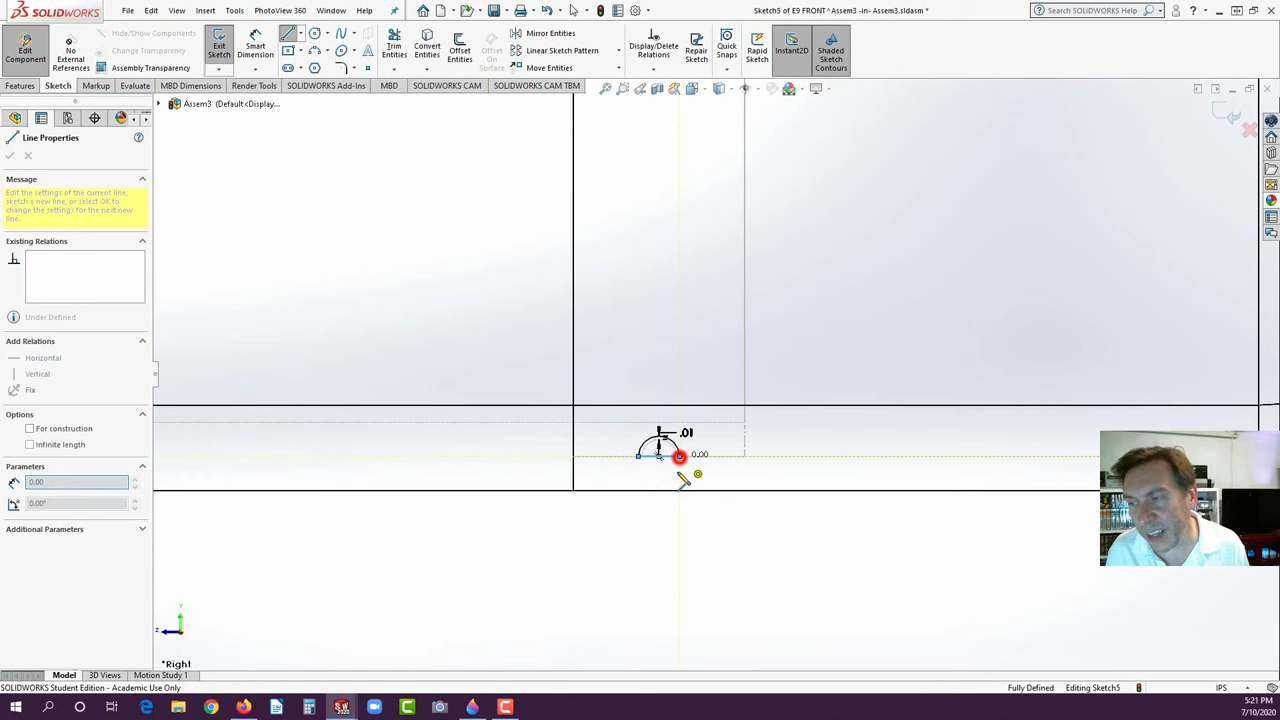 SOLIDWORKS
File
Edit
View
Insert
Tools
PhotoView 360
Window
Help
Sketch5 of E9 FRONT^Assem3 -in- Assem3.sldasm *
Search SOLIDWORKS Help
Edit
Component
No
External
References
Hide/Show Components
Change Transparency
Assembly Transparency
Exit
Sketch
Smart
Dimension
Trim
Entities
Convert
Entities
Offset
Entities
Offset
On
Surface
Mirror Entities
Linear Sketch Pattern
Move Entities
Display/Delete
Relations
Repair
Sketch
Quick
Snaps
Rapid
Sketch
Instant2D
Shaded
Sketch
Contours
Features
Sketch
Markup
Evaluate
MBD Dimensions
Render Tools
SOLIDWORKS Add-Ins
MBD
SOLIDWORKS CAM
SOLIDWORKS CAM TBM
Assem3 (Default<Display...
Line Properties
Message
Edit the settings of the current line,
sketch a new line, or select OK to
change the settings for the next new
line.
Existing Relations
Under Defined
Add Relations
Horizontal
Vertical
Fix
Options
For construction
Infinite length
Parameters
0.00
0.00°
Additional Parameters
.01
0.00
Y
Z
*Right
Model
3D Views
Motion Study 1
SOLIDWORKS Student Edition - Academic Use Only
Fully Defined
Editing Sketch5
IPS
5:21 PM
7/10/2020